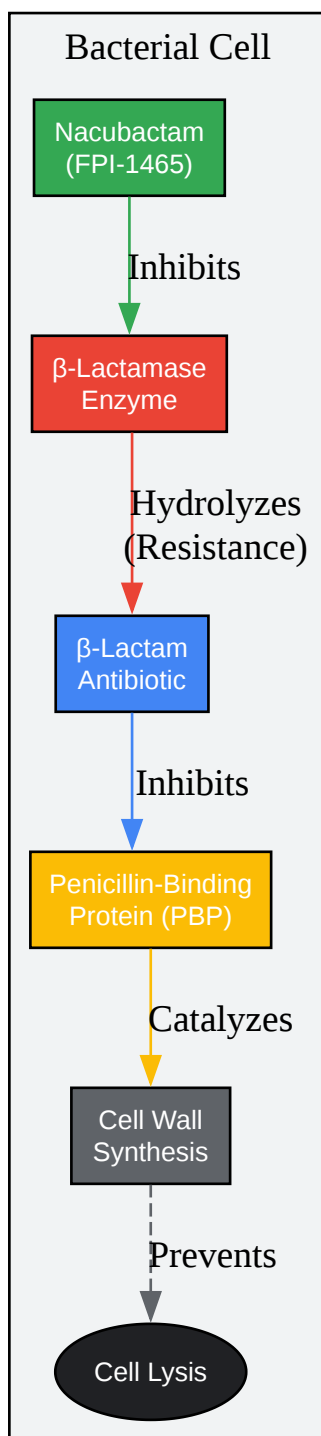 Bacterial Cell
Nacubactam
(FPI-1465)
Inhibits
β-Lactamase
Enzyme
Hydrolyzes
(Resistance)
β-Lactam
Antibiotic
Inhibits
Penicillin-Binding
Protein (PBP)
Catalyzes
Cell Wall
Synthesis
Prevents
Cell Lysis